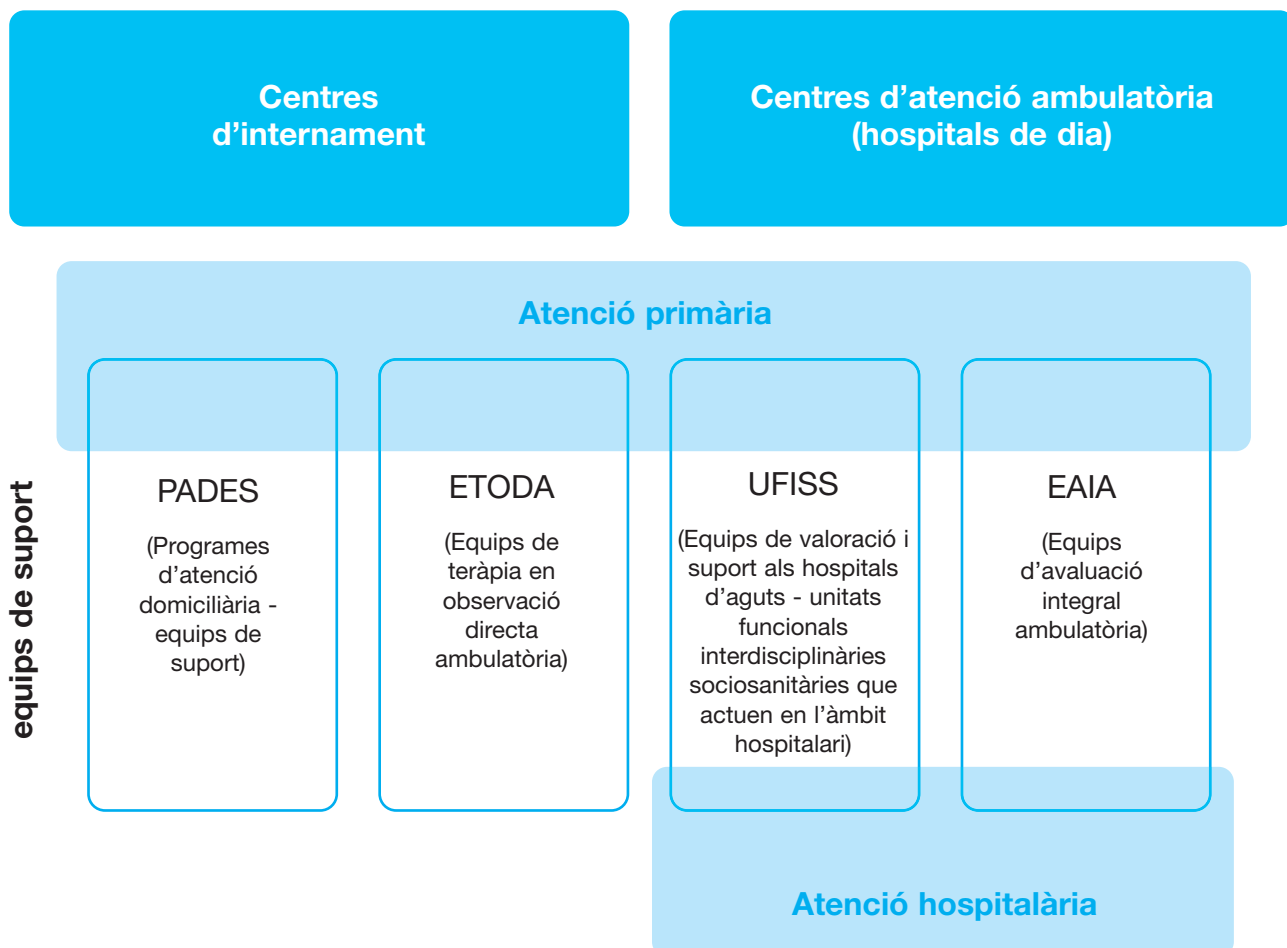 Centres
d’internament
Centres d’atenció ambulatòria
(hospitals de dia)
Atenció primària
equips de suport
PADES
(Programes
d’atenció
domiciliària -
equips de
suport)
ETODA
(Equips de
teràpia en
observació
directa
ambulatòria)
UFISS
(Equips de valoració i
suport als hospitals
d’aguts - unitats
funcionals
interdisciplinàries
sociosanitàries que
actuen en l’àmbit
hospitalari)
EAIA
(Equips
d’avaluació
integral
ambulatòria)
Atenció hospitalària